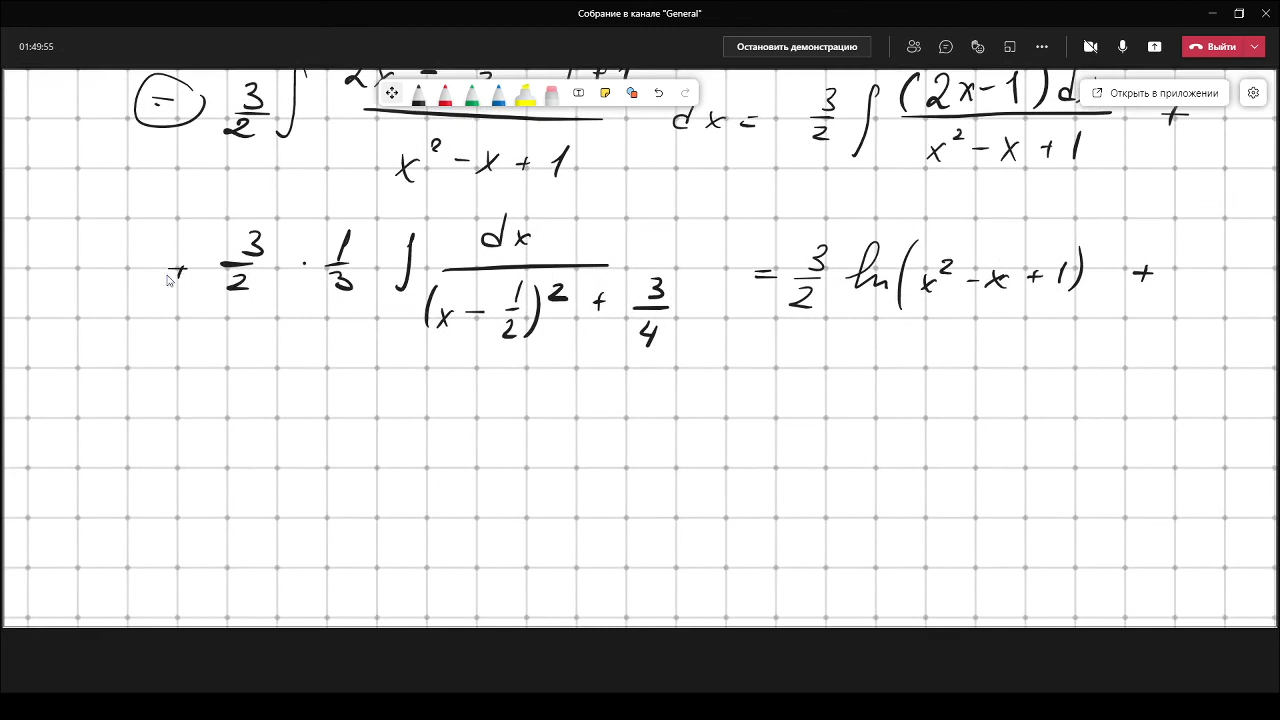 Собрание в канале "General"
01:49:55
Остановить демонстрацию
Выйти
Открыть в приложении
= 3/2 ∫
x² - x + 1
dx = 3/2 ∫ (2x-1) d / x² - x + 1 +
+ 3/2 · 1/3 ∫ dx / (x - 1/2)² + 3/4 = 3/2 ln(x² - x + 1) +